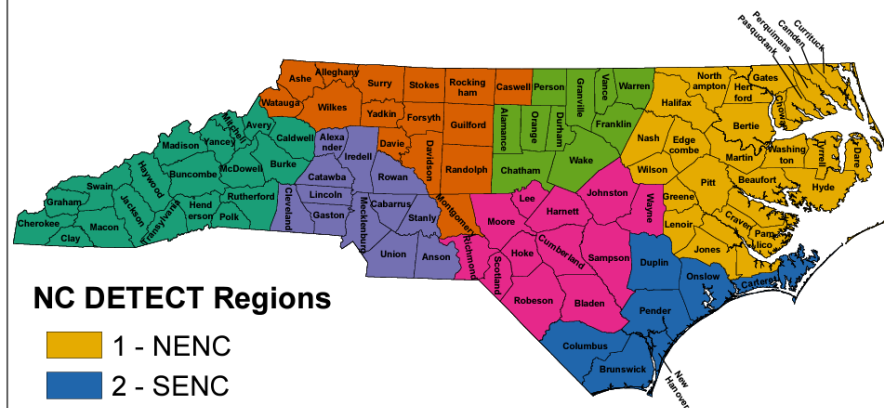 Currituck
Camden
Perquimans
Pasquotank
Ashe
Alleghany
Surry
Stokes
Rocking
ham
Caswell
Person
Granville
Vance
Warren
North
ampton
Gates
Hert
ford
Halifax
Watauga
Wilkes
Yadkin
Forsyth
Guilford
Alamance
Orange
Durham
Franklin
Bertie
Chowan
Mitchell
Avery
Caldwell
Alexa
nder
Iredell
Davie
Davidson
Randolph
Chatham
Wake
Nash
Edge
combe
Martin
Washing
ton
Tyrrell
Dare
Madison
Yancey
McDowell
Burke
Catawba
Rowan
Wilson
Pitt
Beaufort
Hyde
Swain
Haywood
Buncombe
Rutherford
Cleveland
Lincoln
Gaston
Mecklenburg
Cabarrus
Stanly
Montgomery
Moore
Lee
Harnett
Johnston
Wayne
Greene
Lenoir
Craven
Pam
lico
Jones
Graham
Cherokee
Clay
Macon
Jackson
Transylvania
Hend
erson
Polk
Union
Anson
Richmond
Scotland
Hoke
Cumberland
Sampson
Duplin
Onslow
Carteret
Robeson
Bladen
Pender
Columbus
Brunswick
New
Hanover
NC DETECT Regions
1 - NENC
2 - SENC